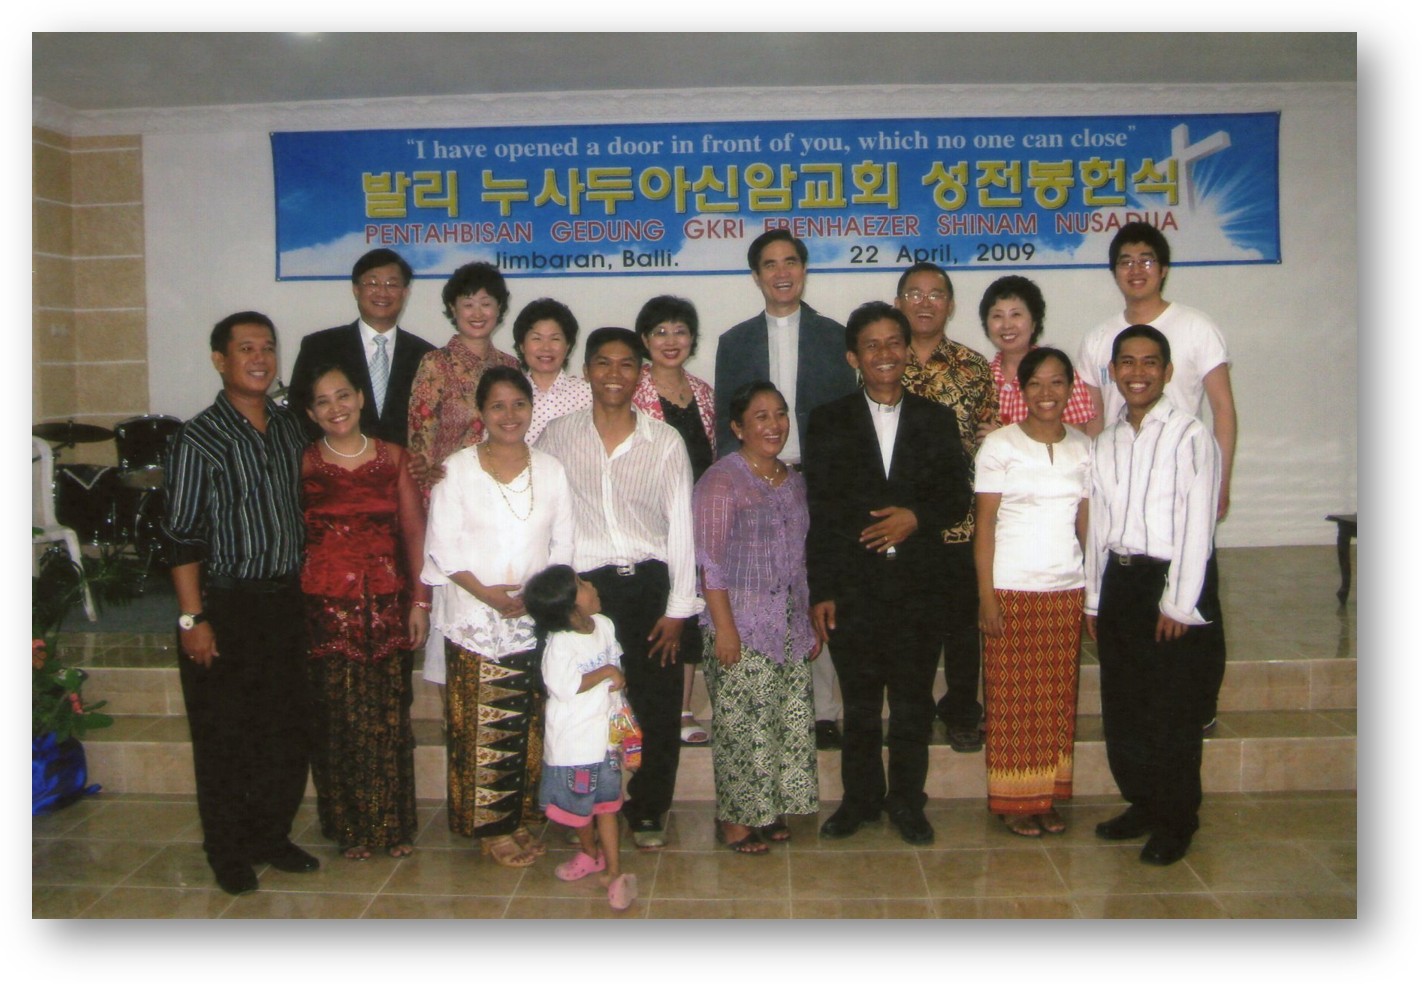 "I have opened a door in front of you, which no one can close"
발리 누사두아신암교회 성전봉헌식
PENTAHBISAN GEDUNG GKRI EBENHAEZER SHINAM NUSADUA
Jimbaran, Balli. 22 April, 2009